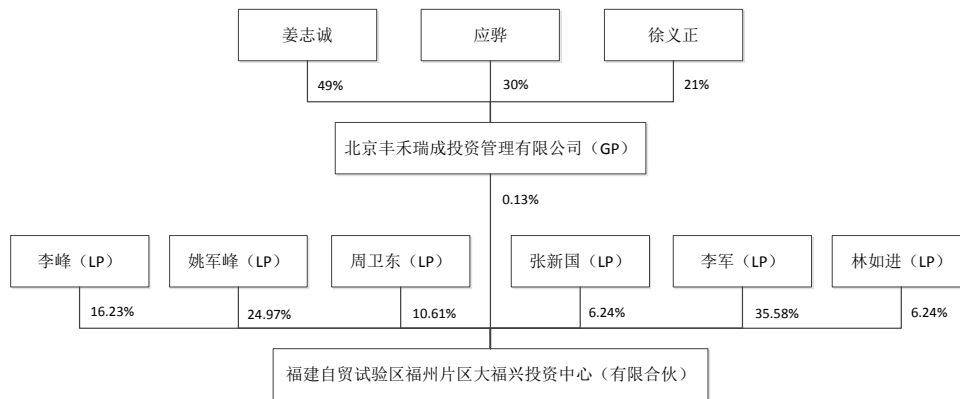 姜志诚
应骅
徐义正
49%
30%
21%
北京丰禾瑞成投资管理有限公司（GP）
0.13%
李峰（LP）
姚军峰（LP）
周卫东（LP）
张新国（LP）
李军（LP）
林如进（LP）
16.23%
24.97%
10.61%
6.24%
35.58%
6.24%
福建自贸试验区福州片区大福兴投资中心（有限合伙）